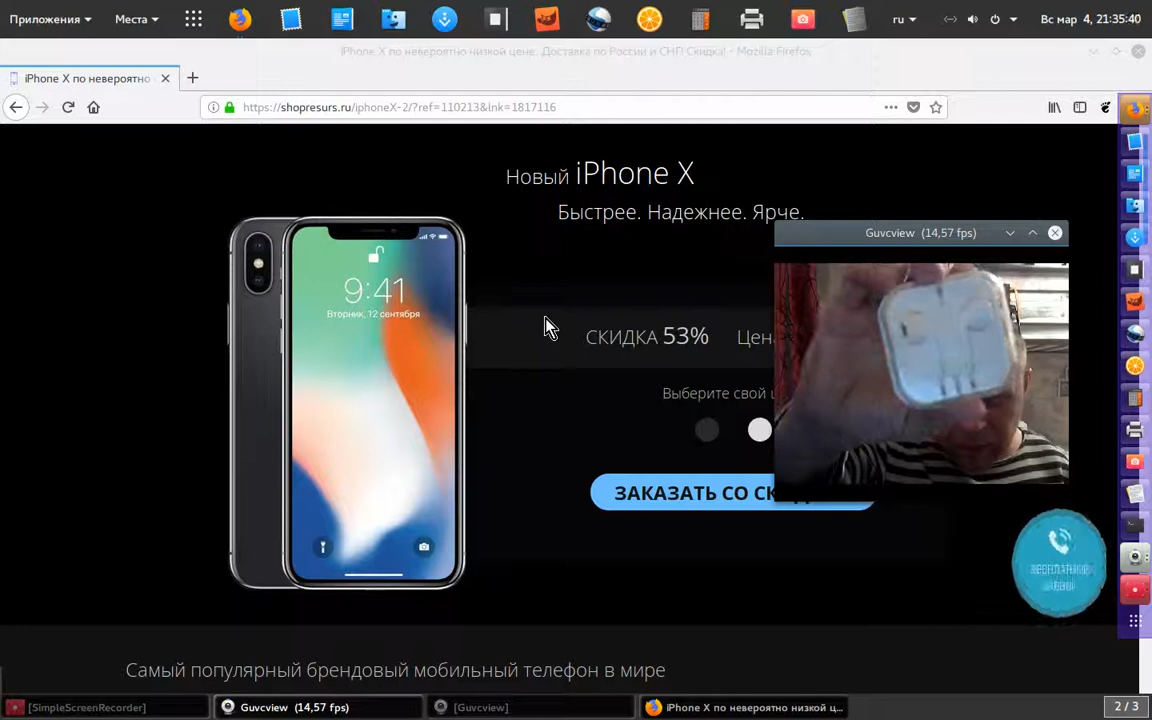 Приложения
Места
ru
Вс мар 4, 21:35:40
iPhone X по невероятно низкой цене. Доставка по России и СНГ! Скидка! - Mozilla Firefox
iPhone X по невероятно
https://shopresurs.ru/iphoneX-2/?ref=110213&lnk=1817116
Новый iPhone X
Быстрее. Надежнее. Ярче.
Guvcview (14,57 fps)
9:41
Вторник, 12 сентября
СКИДКА 53% Цен
Выберите свой
ЗАКАЗАТЬ СО СК
Самый популярный брендовый мобильный телефон в мире
[SimpleScreenRecorder]
Guvcview (14,57 fps)
[Guvcview]
iPhone X по невероятно низкой ц...
2 / 3